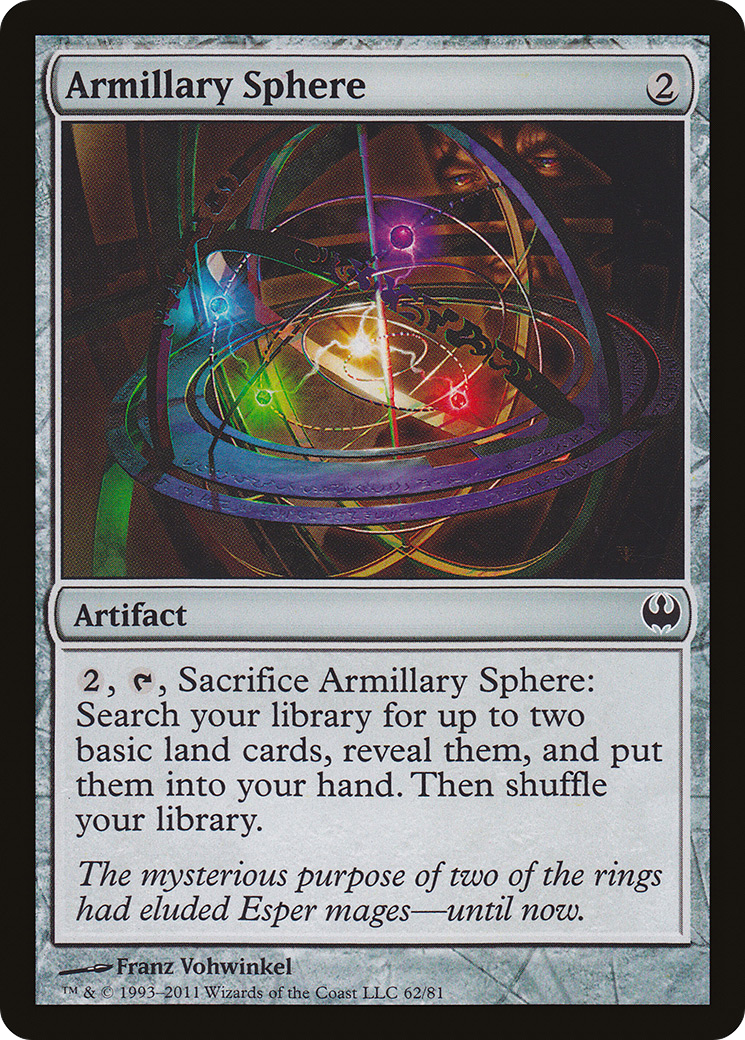 Armillary Sphere 2
Artifact
2, , Sacrifice Armillary Sphere:
Search your library for up to two
basic land cards, reveal them, and put
them into your hand. Then shuffle
your library.
The mysterious purpose of two of the rings
had eluded Esper mages—until now.
Franz Vohwinkel
™ & © 1993–2011 Wizards of the Coast LLC 62/81